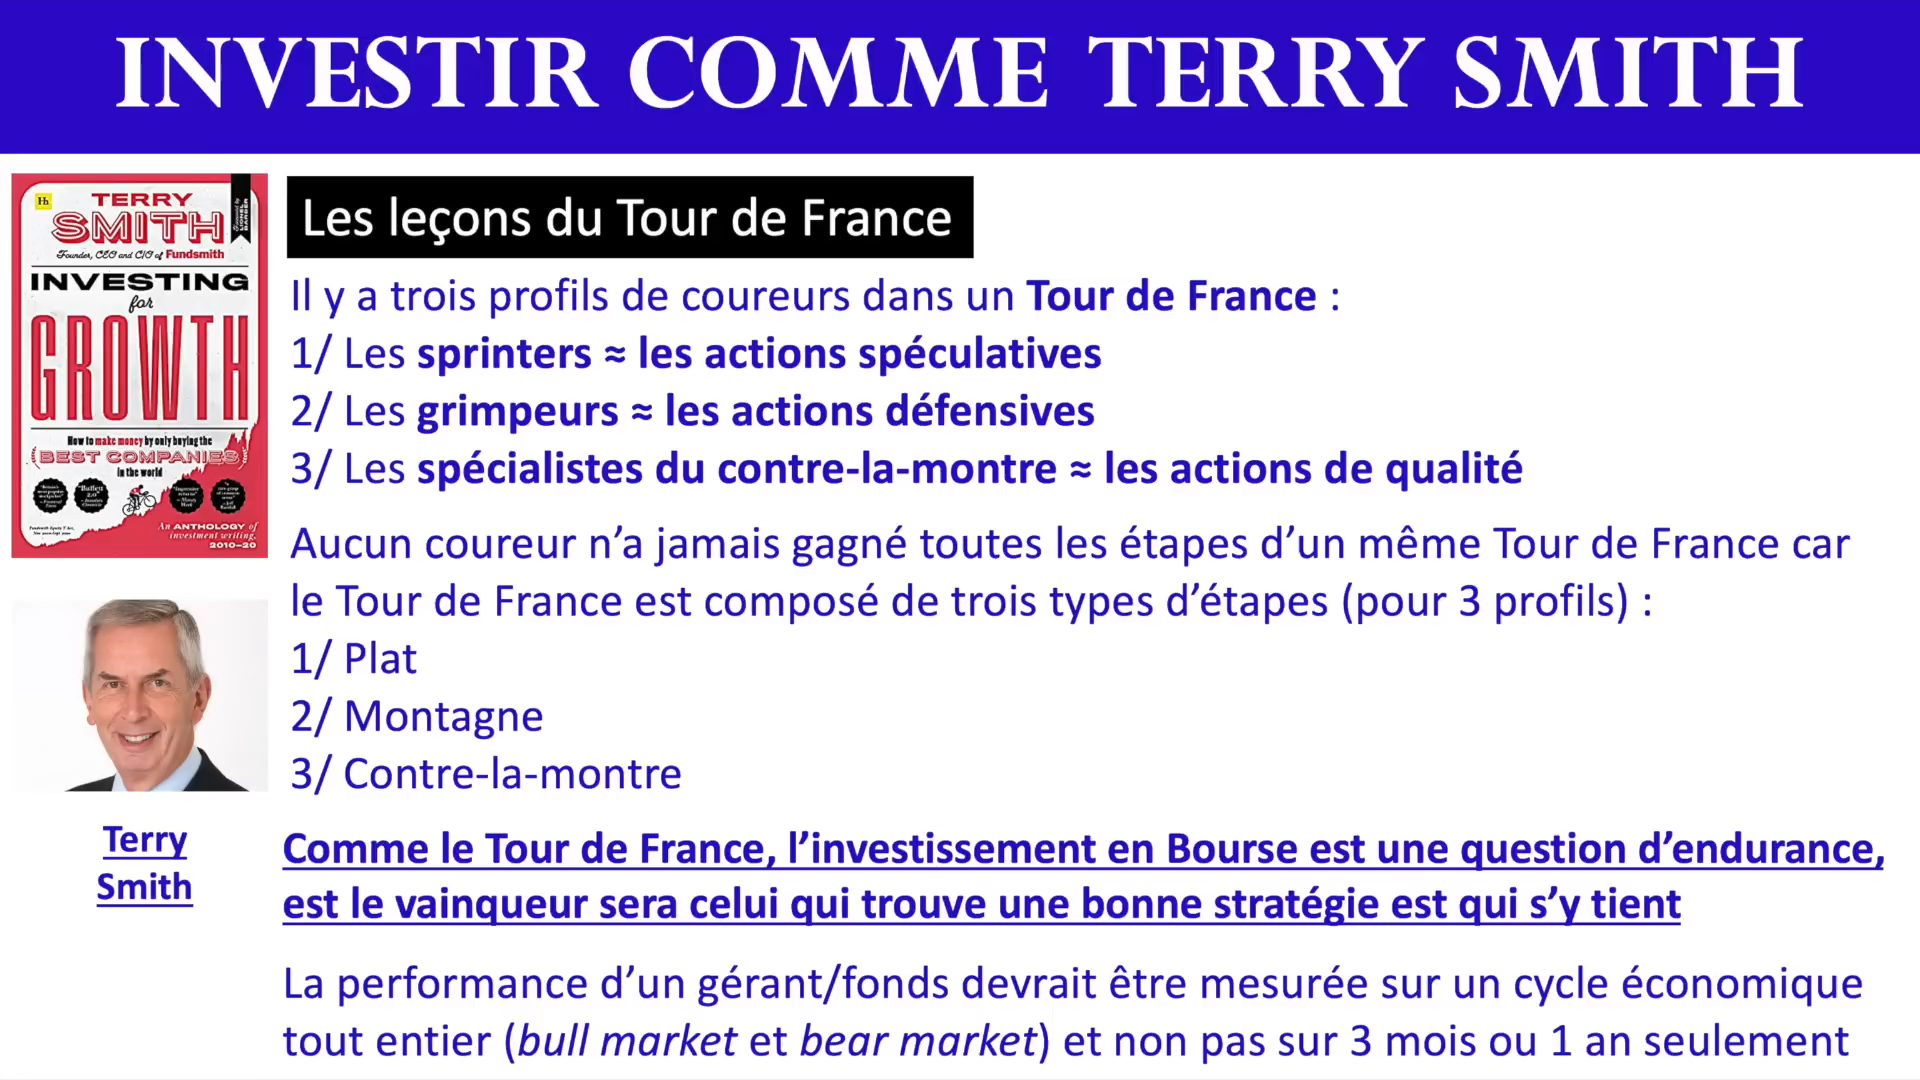 INVESTIR COMME TERRY SMITH
TERRY
SMITH
Founder, CEO and CIO of Fundsmith
INVESTING
for
GROWTH
How to make money by only buying the
BEST COMPANIES
in the world
An ANTHOLOGY of
investment writing,
2010–20
Les leçons du Tour de France
Il y a trois profils de coureurs dans un Tour de France :
1/ Les sprinters ≈ les actions spéculatives
2/ Les grimpeurs ≈ les actions défensives
3/ Les spécialistes du contre-la-montre ≈ les actions de qualité
Aucun coureur n’a jamais gagné toutes les étapes d’un même Tour de France car
le Tour de France est composé de trois types d’étapes (pour 3 profils) :
1/ Plat
2/ Montagne
3/ Contre-la-montre
Terry
Smith
Comme le Tour de France, l’investissement en Bourse est une question d’endurance,
est le vainqueur sera celui qui trouve une bonne stratégie est qui s’y tient
La performance d’un gérant/fonds devrait être mesurée sur un cycle économique
tout entier (bull market et bear market) et non pas sur 3 mois ou 1 an seulement